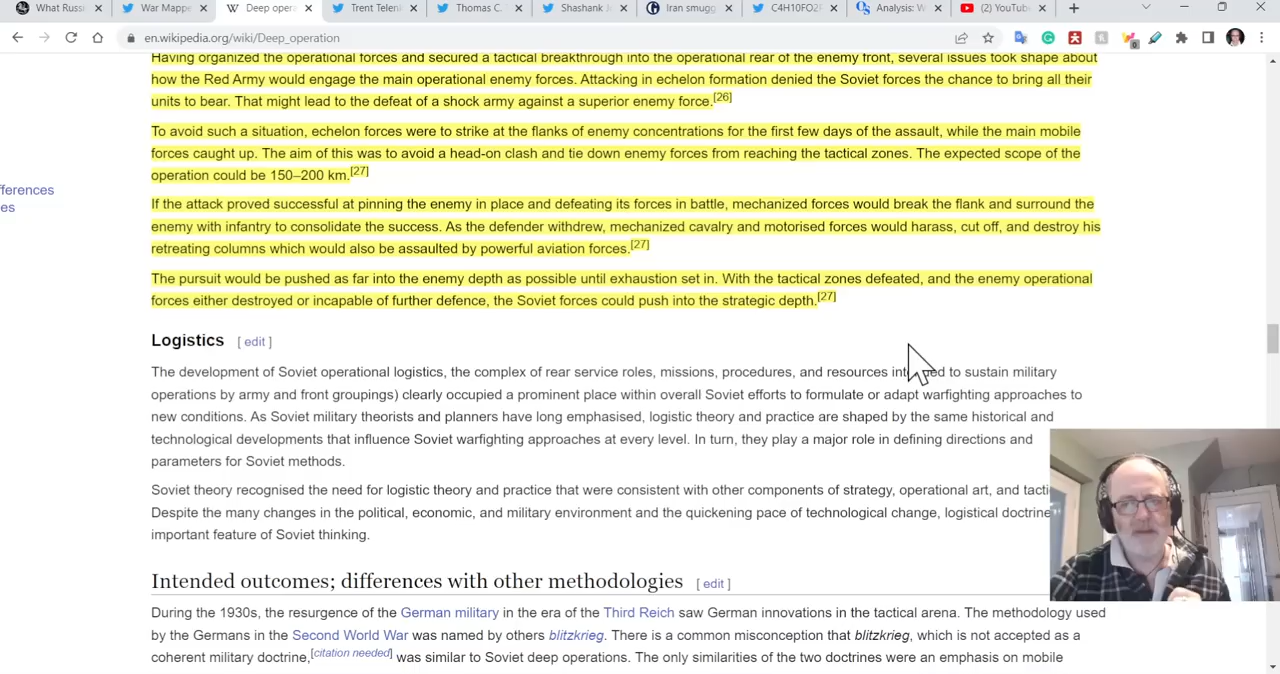 What Russi
War Mappe
Deep opera
Trent Telen
Thomas C. T
Shashank J
Iran smugg
C4H10FO2P
Analysis: W
(2) YouTube
en.wikipedia.org/wiki/Deep_operation
Having organized the operational forces and secured a tactical breakthrough into the operational rear of the enemy front, several issues took shape about
how the Red Army would engage the main operational enemy forces. Attacking in echelon formation denied the Soviet forces the chance to bring all their
units to bear. That might lead to the defeat of a shock army against a superior enemy force.[26]
To avoid such a situation, echelon forces were to strike at the flanks of enemy concentrations for the first few days of the assault, while the main mobile
forces caught up. The aim of this was to avoid a head-on clash and tie down enemy forces from reaching the tactical zones. The expected scope of the
operation could be 150–200 km.[27]
fferences
es
If the attack proved successful at pinning the enemy in place and defeating its forces in battle, mechanized forces would break the flank and surround the
enemy with infantry to consolidate the success. As the defender withdrew, mechanized cavalry and motorised forces would harass, cut off, and destroy his
retreating columns which would also be assaulted by powerful aviation forces.[27]
The pursuit would be pushed as far into the enemy depth as possible until exhaustion set in. With the tactical zones defeated, and the enemy operational
forces either destroyed or incapable of further defence, the Soviet forces could push into the strategic depth.[27]
Logistics [ edit ]
The development of Soviet operational logistics, the complex of rear service roles, missions, procedures, and resources int ed to sustain military
operations by army and front groupings) clearly occupied a prominent place within overall Soviet efforts to formulate or adapt warfighting approaches to
new conditions. As Soviet military theorists and planners have long emphasised, logistic theory and practice are shaped by the same historical and
technological developments that influence Soviet warfighting approaches at every level. In turn, they play a major role in defining directions and
parameters for Soviet methods.
Soviet theory recognised the need for logistic theory and practice that were consistent with other components of strategy, operational art, and tacti
Despite the many changes in the political, economic, and military environment and the quickening pace of technological change, logistical doctrine
important feature of Soviet thinking.
Intended outcomes; differences with other methodologies [ edit ]
During the 1930s, the resurgence of the German military in the era of the Third Reich saw German innovations in the tactical arena. The methodology used
by the Germans in the Second World War was named by others blitzkrieg. There is a common misconception that blitzkrieg, which is not accepted as a
coherent military doctrine,[citation needed] was similar to Soviet deep operations. The only similarities of the two doctrines were an emphasis on mobile